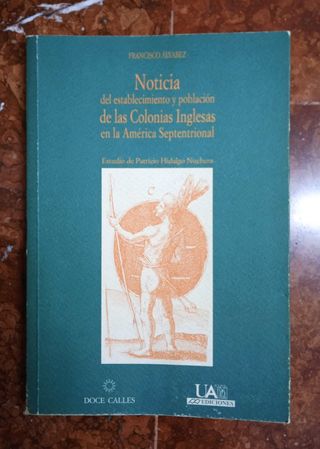 FRANCISCO ÁLVAREZ
Noticia
del establecimiento y población
de las Colonias Inglesas
en la América Septentrional
Estudio de Patricio Hidalgo Nuchera
DOCE CALLES
UA
EDICIONES